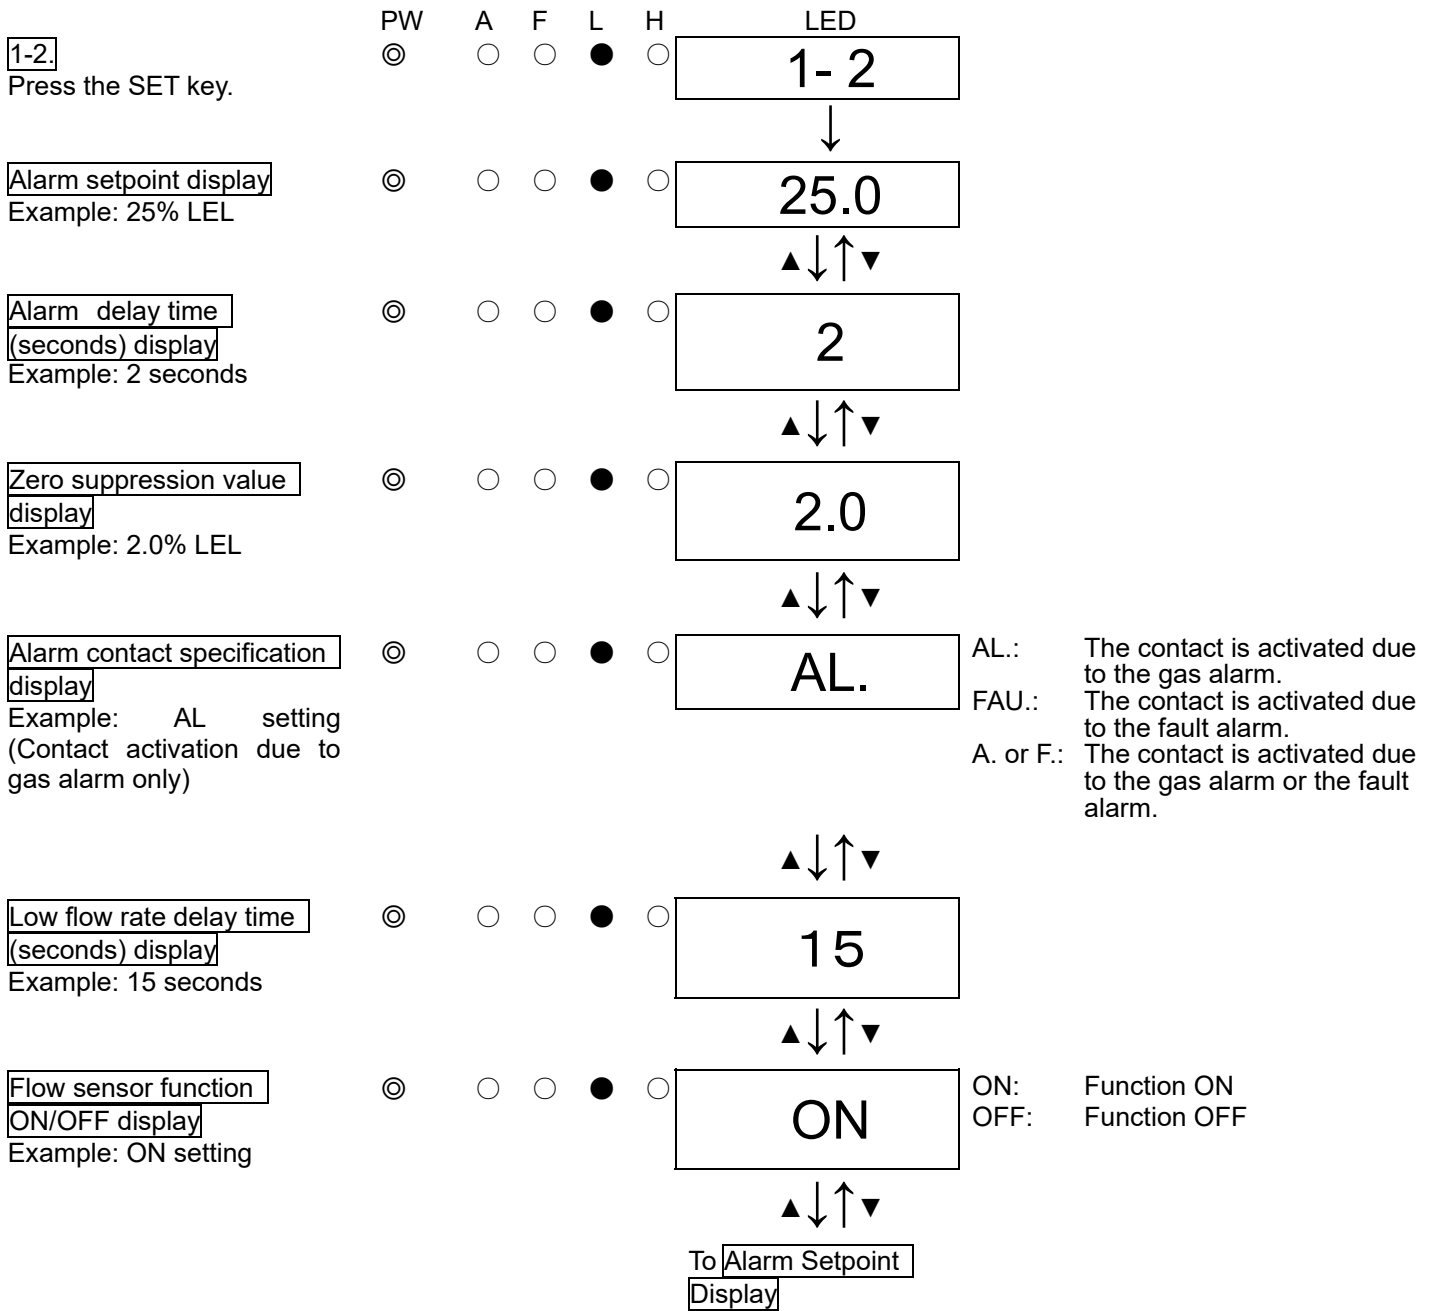 PW A F L H LED
1-2. ◎ ○ ○ ● ○ 1- 2
Press the SET key.
↓
Alarm setpoint display ◎ ○ ○ ● ○ 25.0
Example: 25% LEL
▲↓↑▼
Alarm delay time ◎ ○ ○ ● ○ 2
(seconds) display
Example: 2 seconds
▲↓↑▼
Zero suppression value ◎ ○ ○ ● ○ 2.0
display
Example: 2.0% LEL
▲↓↑▼
Alarm contact specification ◎ ○ ○ ● ○ AL.
display
Example: AL setting
(Contact activation due to
gas alarm only)
AL.: The contact is activated due
to the gas alarm.
FAU.: The contact is activated due
to the fault alarm.
A. or F.: The contact is activated due
to the gas alarm or the fault
alarm.
▲↓↑▼
Low flow rate delay time ◎ ○ ○ ● ○ 15
(seconds) display
Example: 15 seconds
▲↓↑▼
Flow sensor function ◎ ○ ○ ● ○ ON
ON/OFF display
Example: ON setting
ON: Function ON
OFF: Function OFF
▲↓↑▼
To Alarm Setpoint
Display